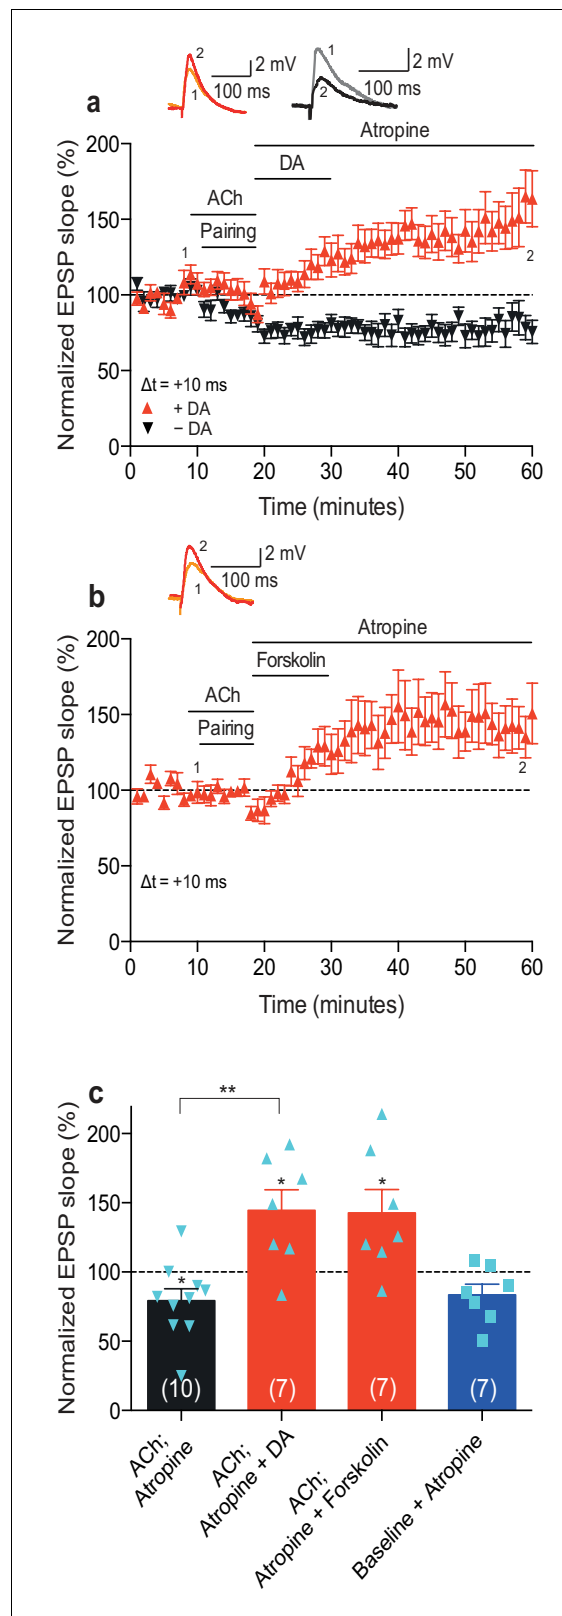 2
1
2 mV
100 ms
1
2
2 mV
100 ms
a
Atropine
DA
ACh
Pairing
1
2
Normalized EPSP slope (%)
200
150
100
50
0
Δt = +10 ms
+ DA
− DA
0 10 20 30 40 50 60
Time (minutes)
2
1
2 mV
100 ms
b
Atropine
Forskolin
ACh
Pairing
1
2
Normalized EPSP slope (%)
200
150
100
50
0
Δt = +10 ms
0 10 20 30 40 50 60
Time (minutes)
c
**
Normalized EPSP slope (%)
200
150
100
50
0
*
*
*
(10)
(7)
(7)
(7)
ACh;
Atropine
ACh;
Atropine + DA
ACh;
Atropine + Forskolin
Baseline + Atropine